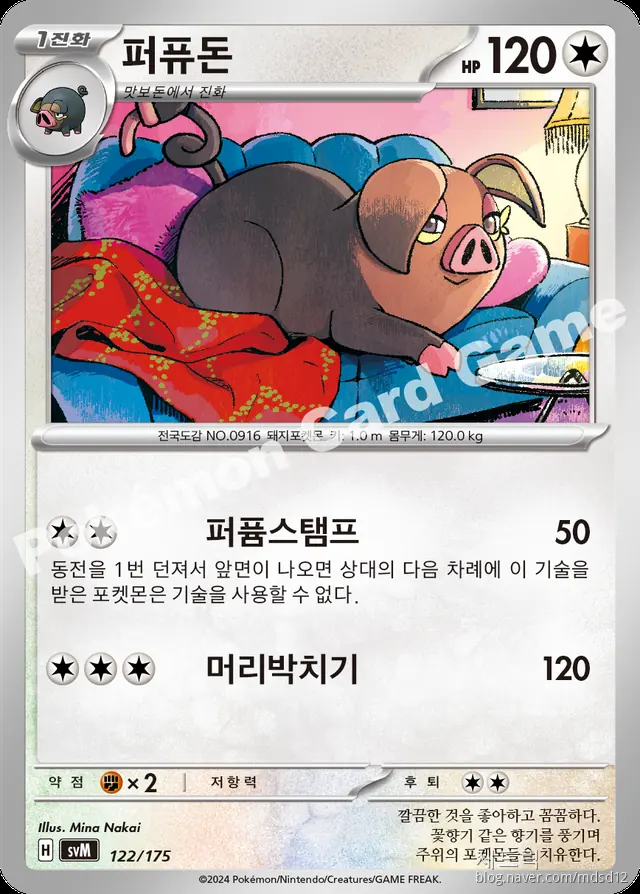 1진화
퍼퓨돈
HP 120
맛보돈에서 진화
전국도감 NO.0916 돼지포켓몬 키: 1.0 m 몸무게: 120.0 kg
Pokémon Card Game
퍼퓸스탬프 50
동전을 1번 던져서 앞면이 나오면 상대의 다음 차례에 이 기술을
받은 포켓몬은 기술을 사용할 수 없다.
머리박치기 120
약점 ×2 저항력 후퇴
Illus. Mina Nakai
깔끔한 것을 좋아하고 꼼꼼하다.
꽃향기 같은 향기를 풍기며
주위의 포켓몬들을 치유한다.
H svM 122/175
©2024 Pokémon/Nintendo/Creatures/GAME FREAK.
blog.naver.com/mdsd12